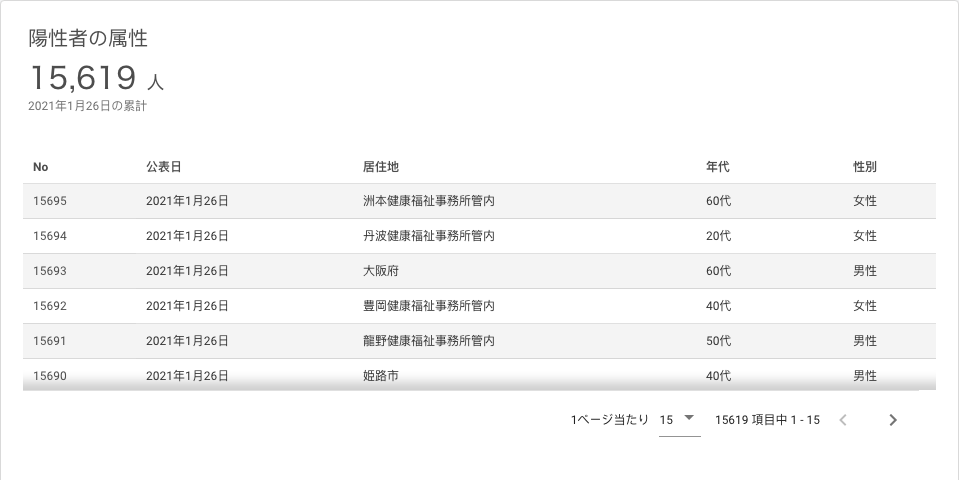 陽性者の属性
15,619 人
2021年1月26日の累計
No 公表日 居住地 年代 性別
15695 2021年1月26日 洲本健康福祉事務所管内 60代 女性
15694 2021年1月26日 丹波健康福祉事務所管内 20代 女性
15693 2021年1月26日 大阪府 60代 男性
15692 2021年1月26日 豊岡健康福祉事務所管内 40代 女性
15691 2021年1月26日 龍野健康福祉事務所管内 50代 男性
15690 2021年1月26日 姫路市 40代 男性
1ページ当たり 15 15619 項目中 1 - 15